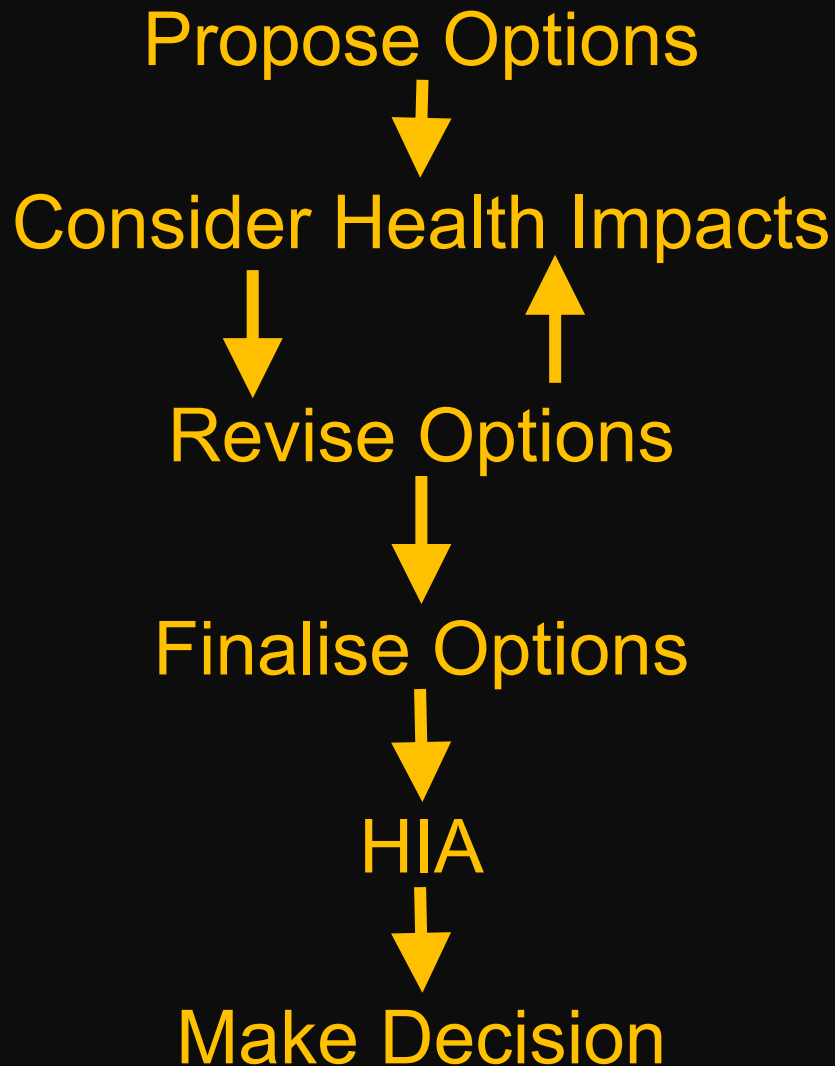 Propose Options
Consider Health Impacts
Revise Options
Finalise Options
HIA
Make Decision